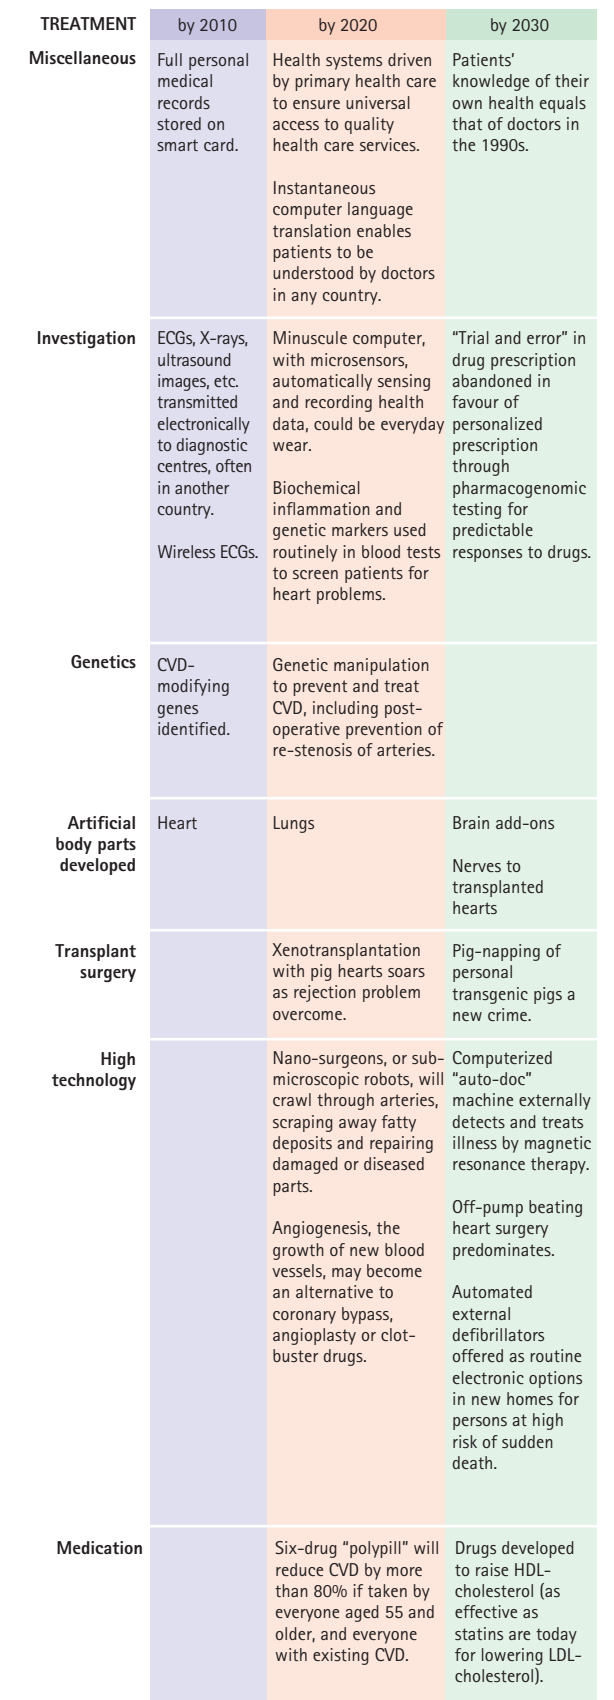 TREATMENT by 2010 by 2020 by 2030
Miscellaneous
Full personal
medical
records
stored on
smart card.
Health systems driven
by primary health care
to ensure universal
access to quality
health care services.
Instantaneous
computer language
translation enables
patients to be
understood by doctors
in any country.
Patients’
knowledge of their
own health equals
that of doctors in
the 1990s.
Investigation
ECGs, X-rays,
ultrasound
images, etc.
transmitted
electronically
to diagnostic
centres, often
in another
country.
Wireless ECGs.
Minuscule computer,
with microsensors,
automatically sensing
and recording health
data, could be everyday
wear.
Biochemical
inflammation and
genetic markers used
routinely in blood tests
to screen patients for
heart problems.
“Trial and error” in
drug prescription
abandoned in
favour of
personalized
prescription
through
pharmacogenomic
testing for
predictable
responses to drugs.
Genetics
CVD-
modifying
genes
identified.
Genetic manipulation
to prevent and treat
CVD, including post-
operative prevention of
re-stenosis of arteries.
Artificial
body parts
developed
Heart
Lungs
Brain add-ons
Nerves to
transplanted
hearts
Transplant
surgery
Xenotransplantation
with pig hearts soars
as rejection problem
overcome.
Pig-napping of
personal
transgenic pigs a
new crime.
High
technology
Nano-surgeons, or sub-
microscopic robots, will
crawl through arteries,
scraping away fatty
deposits and repairing
damaged or diseased
parts.
Angiogenesis, the
growth of new blood
vessels, may become
an alternative to
coronary bypass,
angioplasty or clot-
buster drugs.
Computerized
“auto-doc”
machine externally
detects and treats
illness by magnetic
resonance therapy.
Off-pump beating
heart surgery
predominates.
Automated
external
defibrillators
offered as routine
electronic options
in new homes for
persons at high
risk of sudden
death.
Medication
Six-drug “polypill” will
reduce CVD by more
than 80% if taken by
everyone aged 55 and
older, and everyone
with existing CVD.
Drugs developed
to raise HDL-
cholesterol (as
effective as
statins are today
for lowering LDL-
cholesterol).